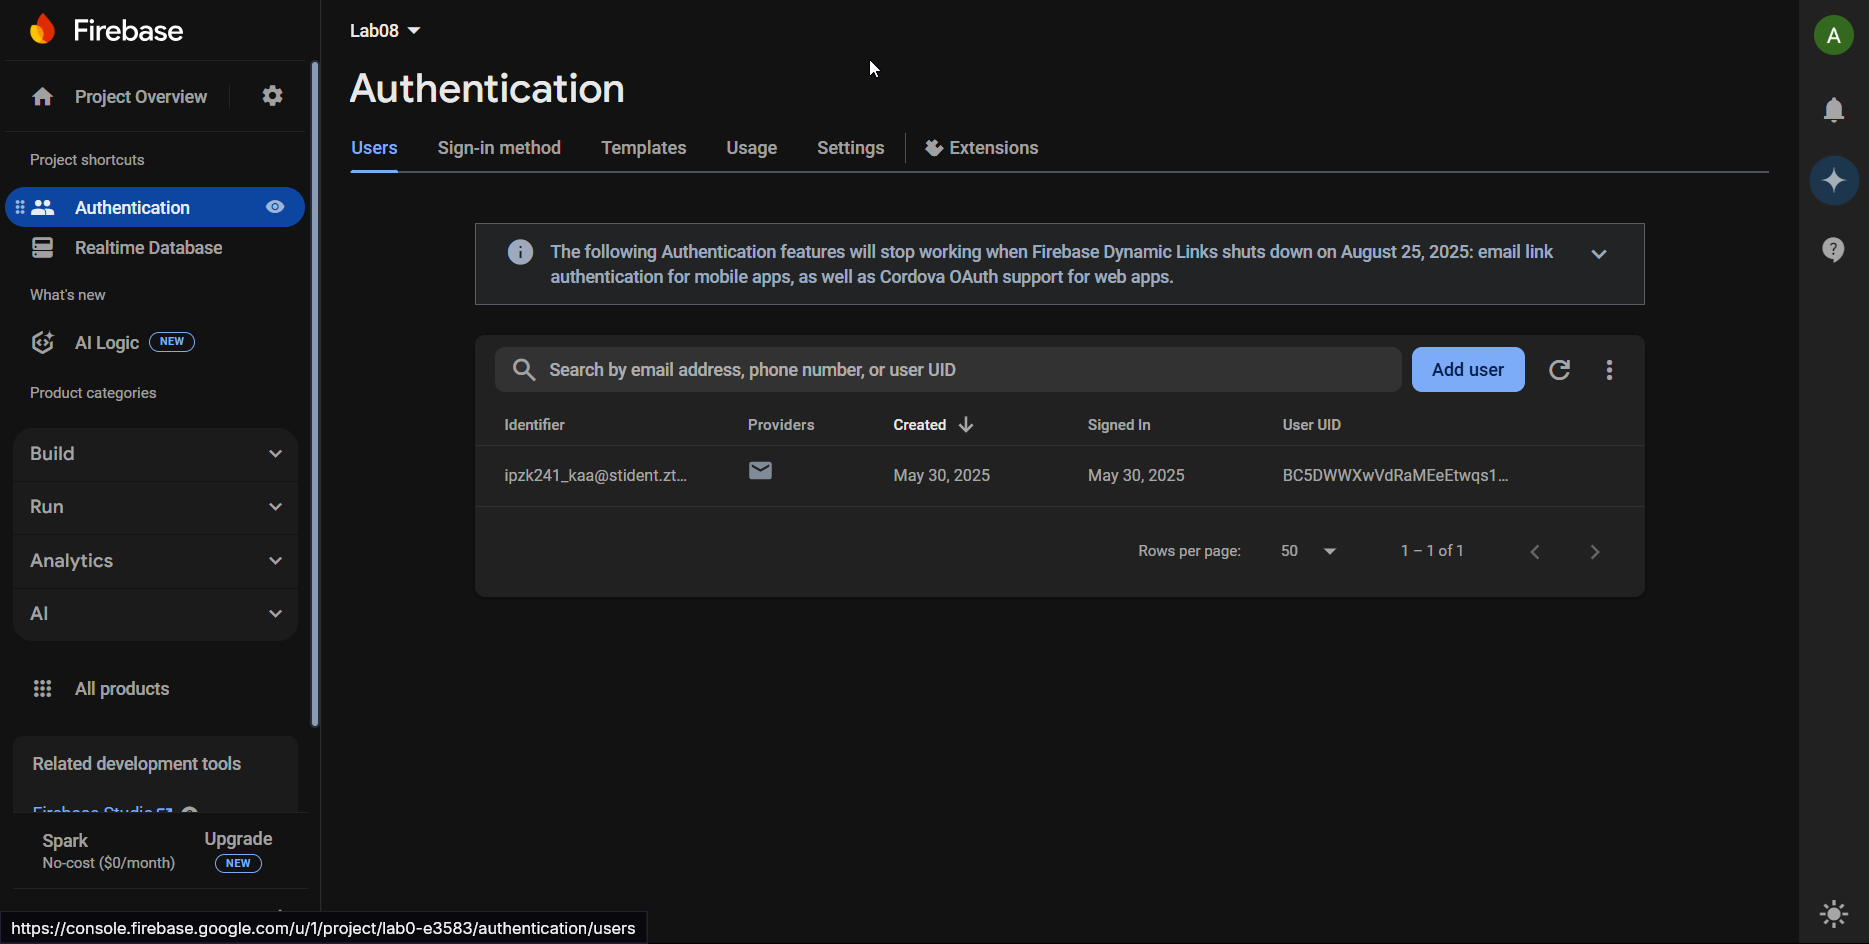 Firebase
Project Overview
Project shortcuts
Authentication
Realtime Database
What's new
AI Logic NEW
Product categories
Build
Run
Analytics
AI
All products
Related development tools
Firebase Studio
Spark
No-cost ($0/month)
Upgrade
NEW
https://console.firebase.google.com/u/1/project/lab0-e3583/authentication/users
Lab08
Authentication
Users Sign-in method Templates Usage Settings Extensions
The following Authentication features will stop working when Firebase Dynamic Links shuts down on August 25, 2025: email link
authentication for mobile apps, as well as Cordova OAuth support for web apps.
Search by email address, phone number, or user UID
Add user
Identifier Providers Created Signed In User UID
ipzk241_kaa@stident.zt... May 30, 2025 May 30, 2025 BC5DWWXwVdRaMEeEtwqs1...
Rows per page: 50 1 – 1 of 1
A